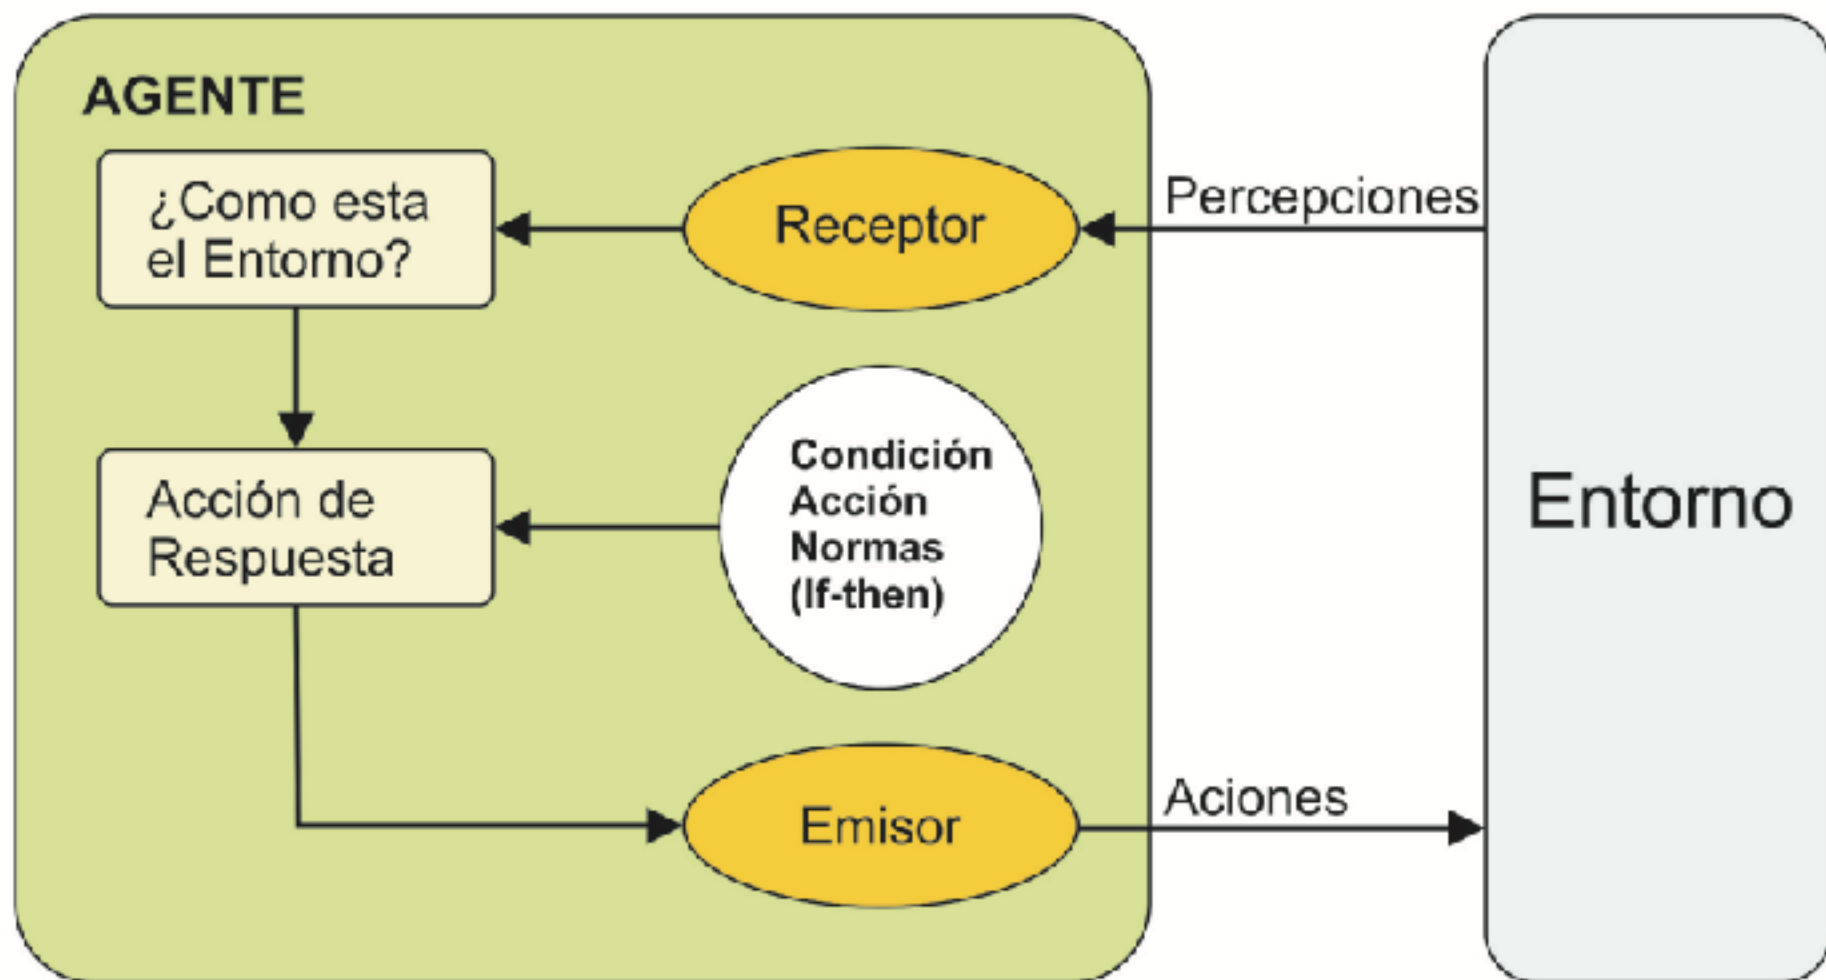 AGENTE
¿Como esta
el Entorno?
Receptor
Percepciones
Acción de
Respuesta
Condición
Acción
Normas
(If-then)
Entorno
Emisor
Aciones